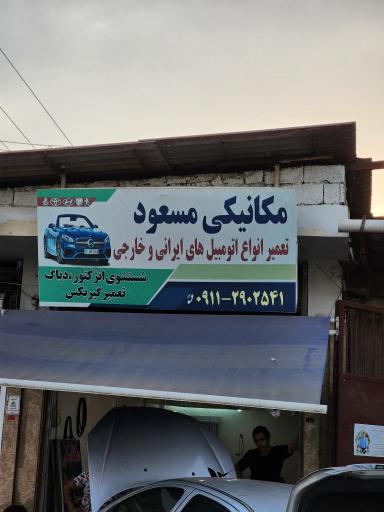 مکانیکی مسعود
تعمیر انواع اتومبیل های ایرانی و خارجی
شستشوی انژکتور، دیاگ
تعمیر گیربکس
۰۹۱۱-۲۹۰۲۵۴۱